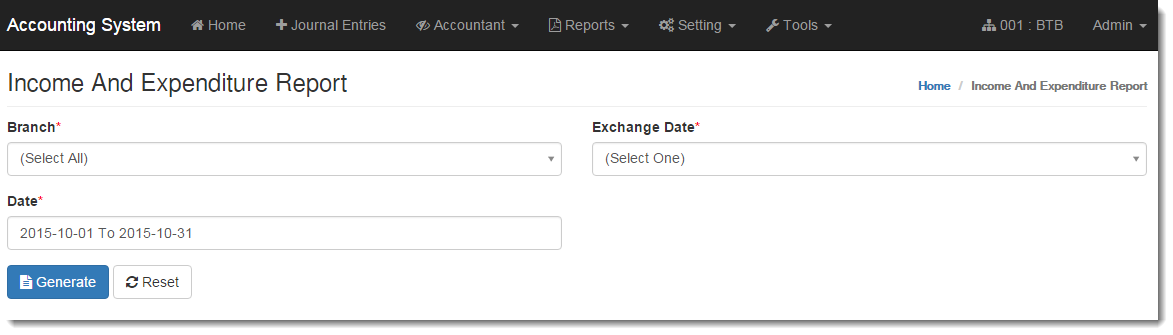 Accounting System Home Journal Entries Accountant Reports Setting Tools 001 : BTB Admin
Income And Expenditure Report
Home / Income And Expenditure Report
Branch* Exchange Date*
(Select All) (Select One)
Date*
2015-10-01 To 2015-10-31
Generate Reset